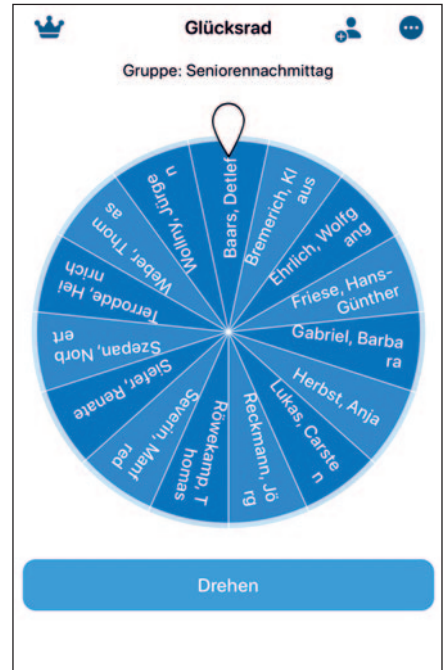 Glücksrad
Gruppe: Seniorennachmittag
Baars, Detlef
Bremerich, Kl
aus
Ehrlich, Wolfg
ang
Friese, Hans-
Günther
Gabriel, Barba
ra
Herbst, Anja
Lukas, Carste
n
Reckmann, Jö
rg
Röwekamp, T
homas
Severin, Manf
red
Siefer, Renate
Szepan, Norb
ert
Terrodde, Hei
nrich
Weber, Thom
as
Wollny, Jürge
n
Drehen